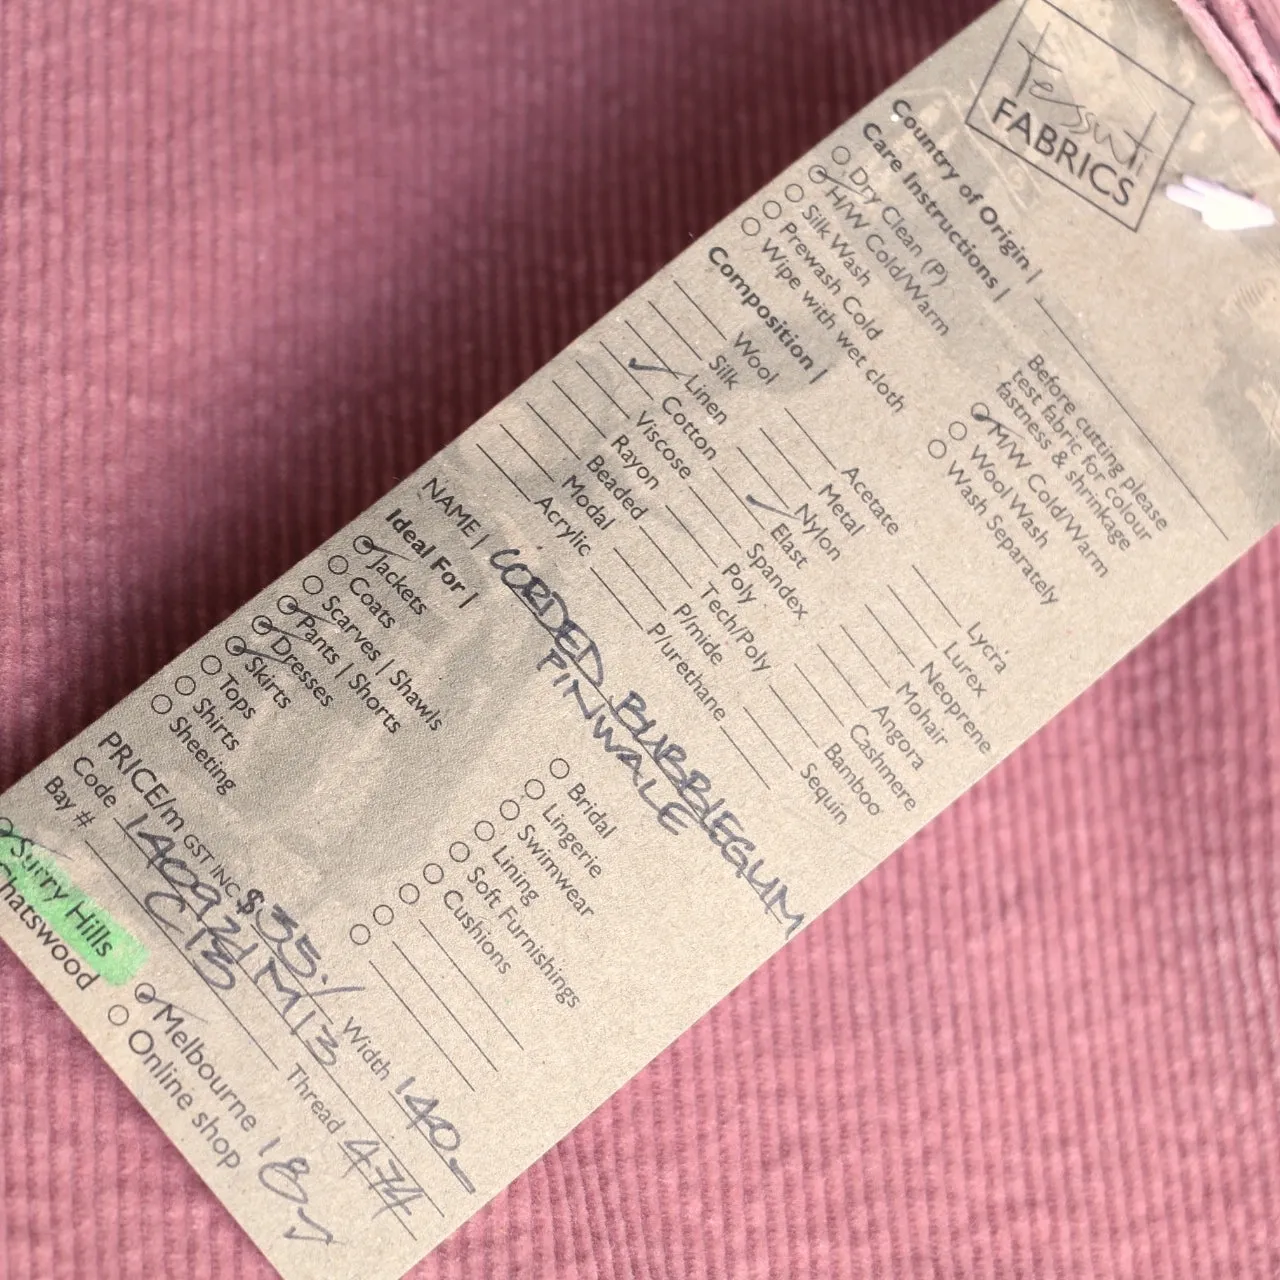 Tessuti
FABRICS
Country of Origin |
Care Instructions |
Dry Clean (P)
H/W Cold/Warm
Silk Wash
Prewash Cold
Wipe with wet cloth
Before cutting please
test fabric for colour
fastness & shrinkage
M/W Cold/Warm
Wool Wash
Wash Separately
Composition |
Wool
Silk
Linen
Cotton
Viscose
Rayon
Beaded
Modal
Acrylic
Acetate
Metal
Nylon
Elast
Spandex
Poly
Tech/Poly
P/mide
P/urethane
Lycra
Lurex
Neoprene
Mohair
Angora
Cashmere
Bamboo
Sequin
NAME | CORDED BUBBLEGUM
PINWALE
Ideal For |
Jackets
Coats
Scarves | Shawls
Pants | Shorts
Dresses
Skirts
Tops
Shirts
Sheeting
Bridal
Lingerie
Swimwear
Lining
Soft Furnishings
Cushions
PRICE/m GST INC $35. Width 140
Code Thread 474
Bay #
Surry Hills
Chatswood
Melbourne
Online shop
18